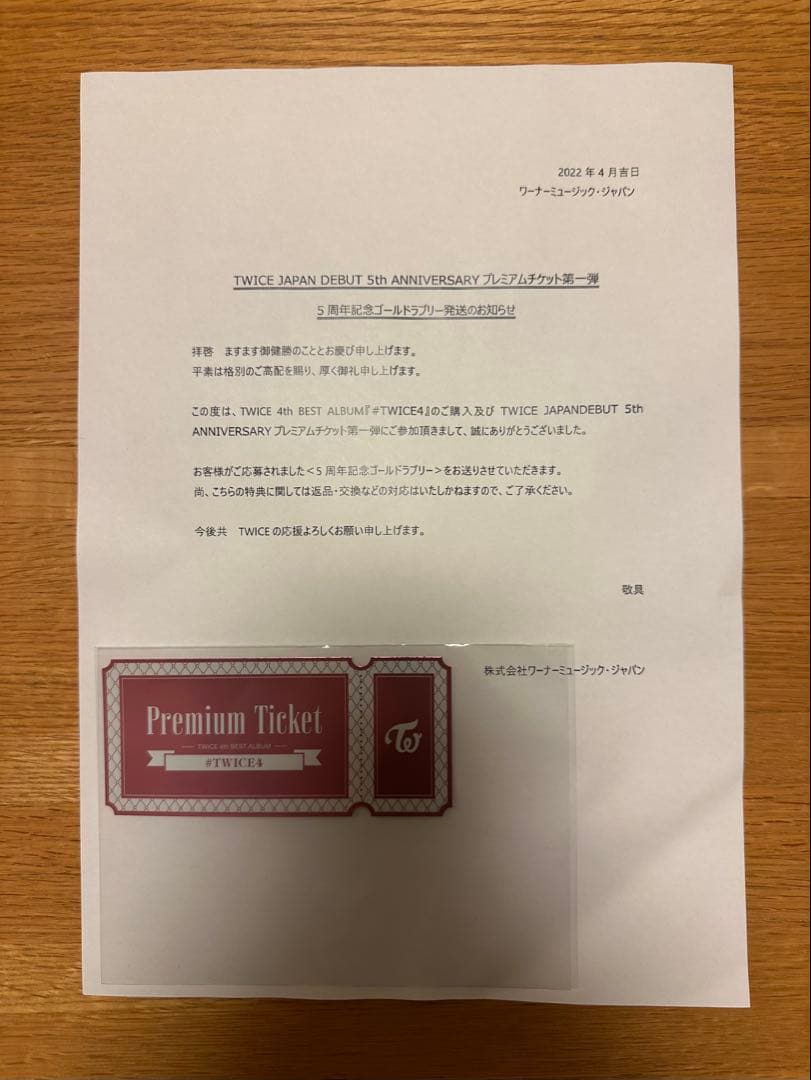 2022 年 4 月吉日
ワーナーミュージック・ジャパン
TWICE JAPAN DEBUT 5th ANNIVERSARY プレミアムチケット第一弾
5 周年記念ゴールドラブリー発送のお知らせ
拝啓　ますます御健勝のこととお慶び申し上げます。
平素は格別のご高配を賜り、厚く御礼申し上げます。
この度は、TWICE 4th BEST ALBUM『#TWICE4』のご購入及び TWICE JAPANDEBUT 5th
ANNIVERSARY プレミアムチケット第一弾にご参加頂きまして、誠にありがとうございました。
お客様がご応募されました＜5 周年記念ゴールドラブリー＞をお送りさせていただきます。
尚、こちらの特典に関しては返品・交換などの対応はいたしかねますので、ご了承ください。
今後共　TWICE の応援よろしくお願い申し上げます。
敬具
株式会社ワーナーミュージック・ジャパン
Premium Ticket
TWICE 4th BEST ALBUM
#TWICE4